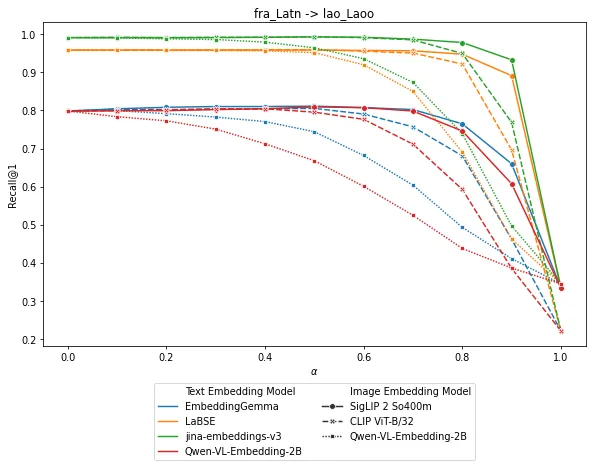 fra_Latn -> lao_Laoo
1.0
0.9
0.8
0.7
0.6
0.5
0.4
0.3
0.2
Recall@1
0.0 0.2 0.4 0.6 0.8 1.0
α
Text Embedding Model Image Embedding Model
EmbeddingGemma SigLIP 2 So400m
LaBSE CLIP ViT-B/32
jina-embeddings-v3 Qwen-VL-Embedding-2B
Qwen-VL-Embedding-2B